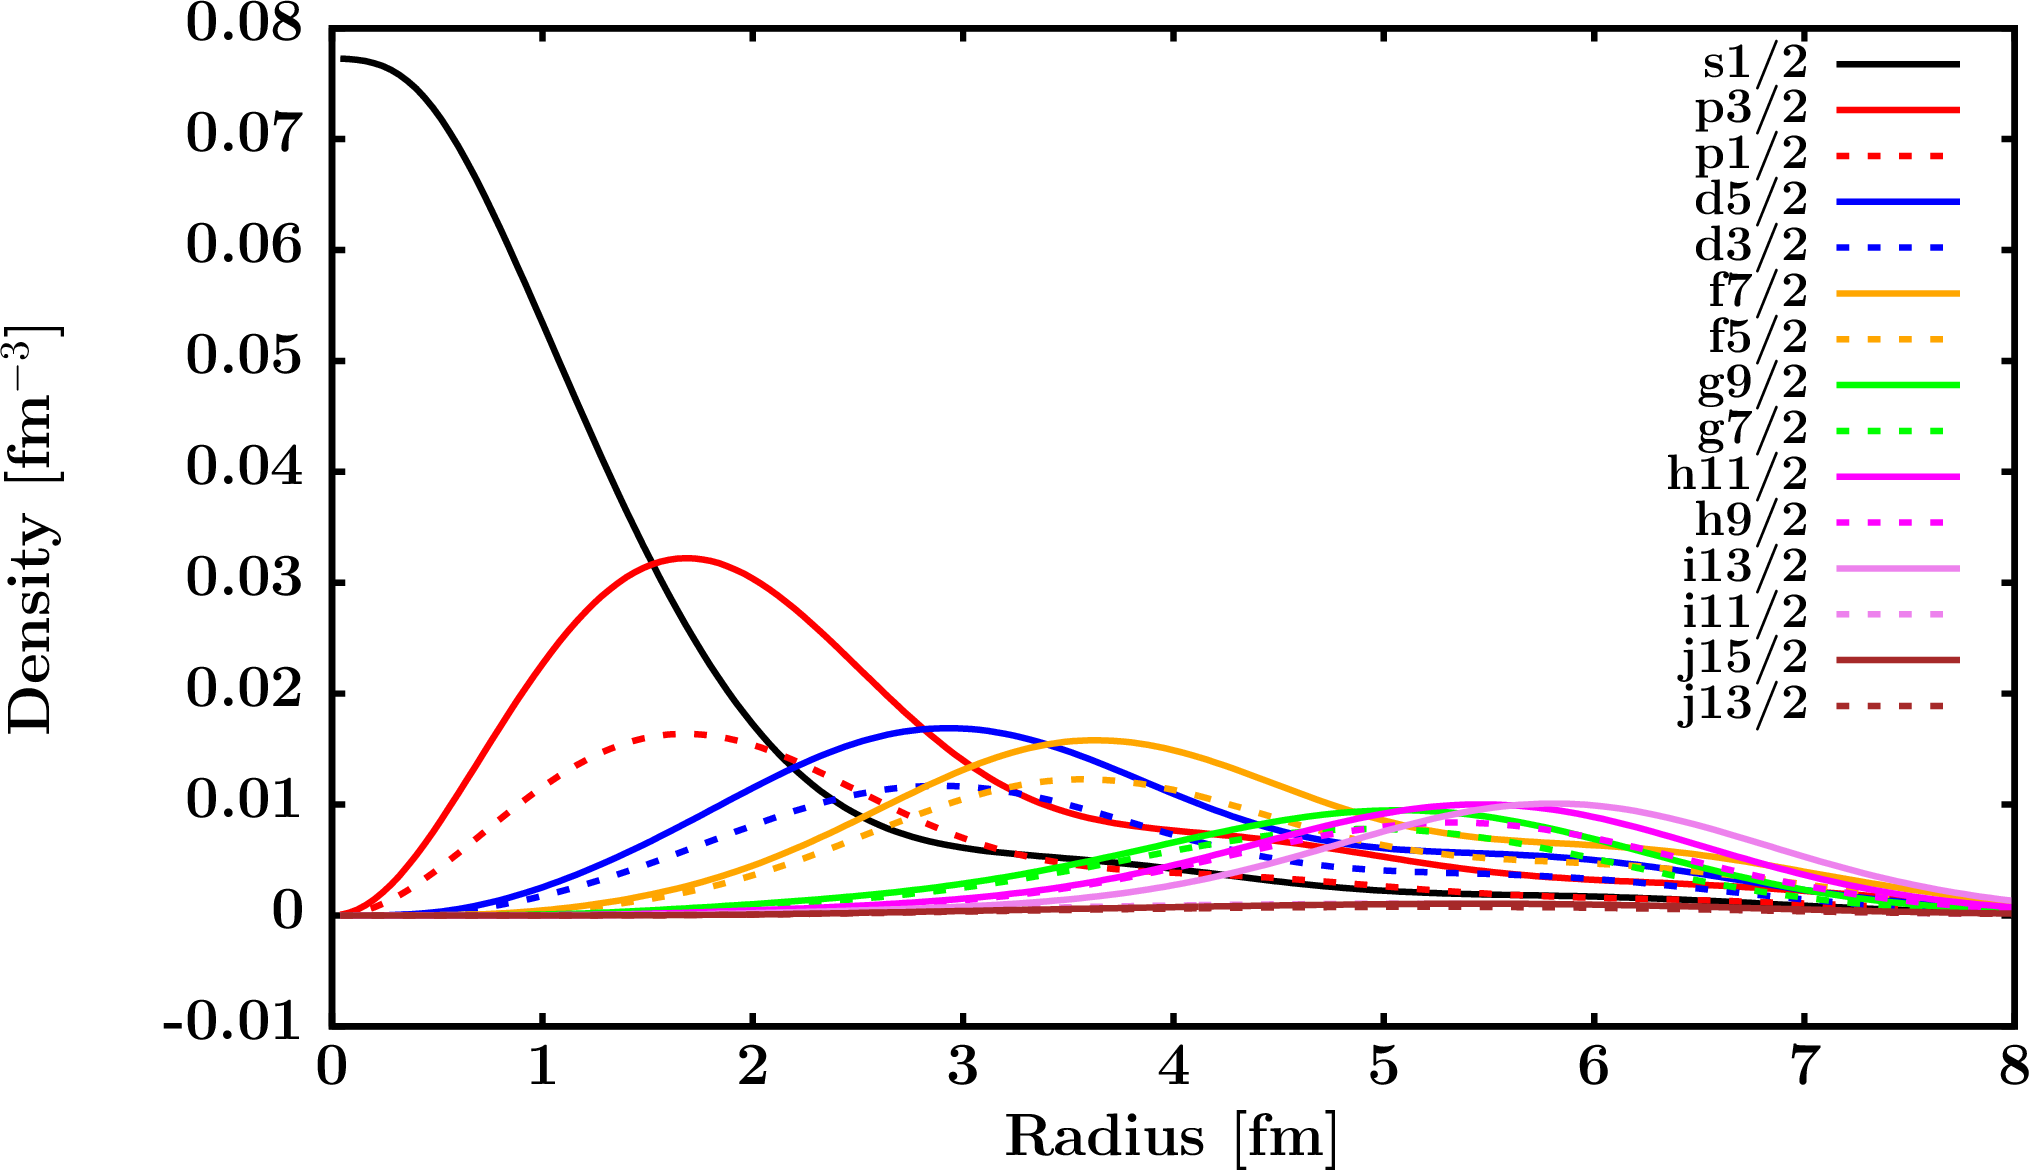 Density [fm−3]
0.08
0.07
0.06
0.05
0.04
0.03
0.02
0.01
0
-0.01
s1/2
p3/2
p1/2
d5/2
d3/2
f7/2
f5/2
g9/2
g7/2
h11/2
h9/2
i13/2
i11/2
j15/2
j13/2
0 1 2 3 4 5 6 7 8
Radius [fm]